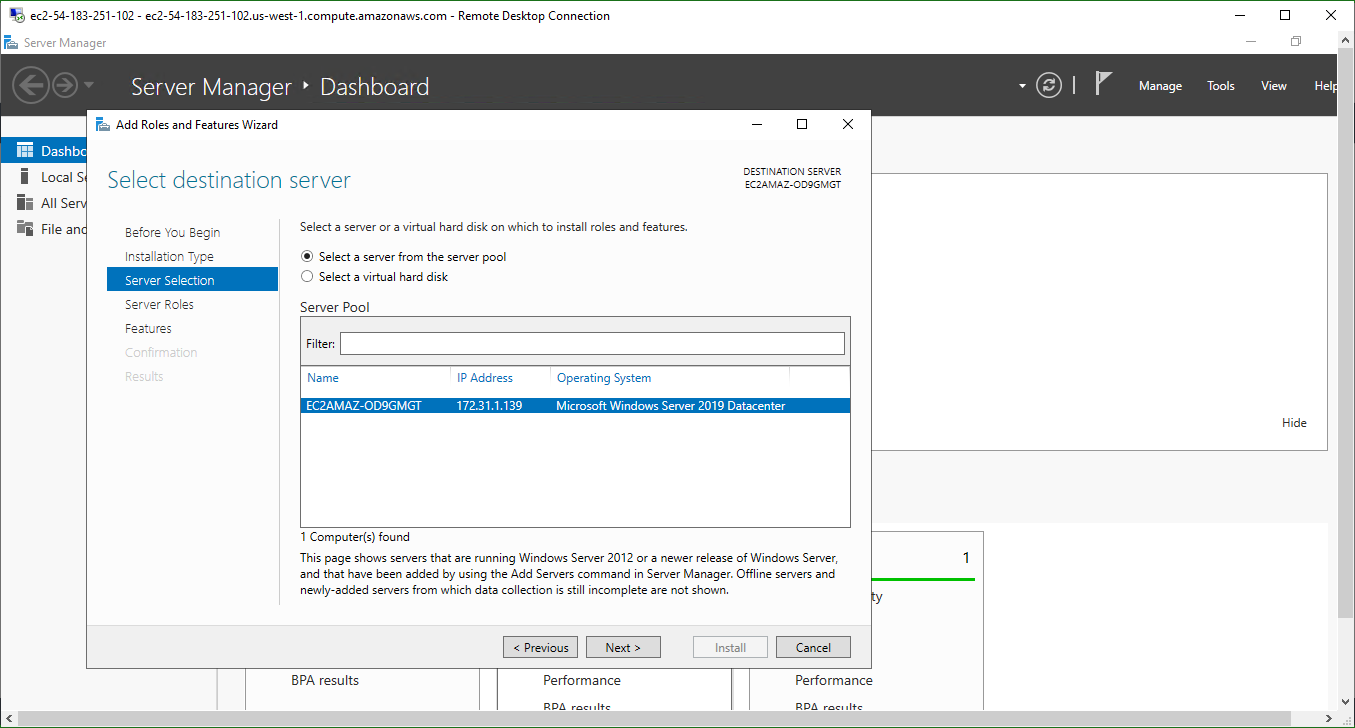 ec2-54-183-251-102 - ec2-54-183-251-102.us-west-1.compute.amazonaws.com - Remote Desktop Connection
Server Manager
Server Manager ‣ Dashboard
Manage Tools View Help
Add Roles and Features Wizard
Dashbo
Local Se
All Serv
File and
Select destination server
DESTINATION SERVER
EC2AMAZ-OD9GMGT
Before You Begin
Installation Type
Server Selection
Server Roles
Features
Confirmation
Results
Select a server or a virtual hard disk on which to install roles and features.
Select a server from the server pool
Select a virtual hard disk
Server Pool
Filter:
Name IP Address Operating System
EC2AMAZ-OD9GMGT 172.31.1.139 Microsoft Windows Server 2019 Datacenter
1 Computer(s) found
This page shows servers that are running Windows Server 2012 or a newer release of Windows Server,
and that have been added by using the Add Servers command in Server Manager. Offline servers and
newly-added servers from which data collection is still incomplete are not shown.
< Previous Next > Install Cancel
Hide
1
ty
BPA results Performance Performance
BPA results BPA results